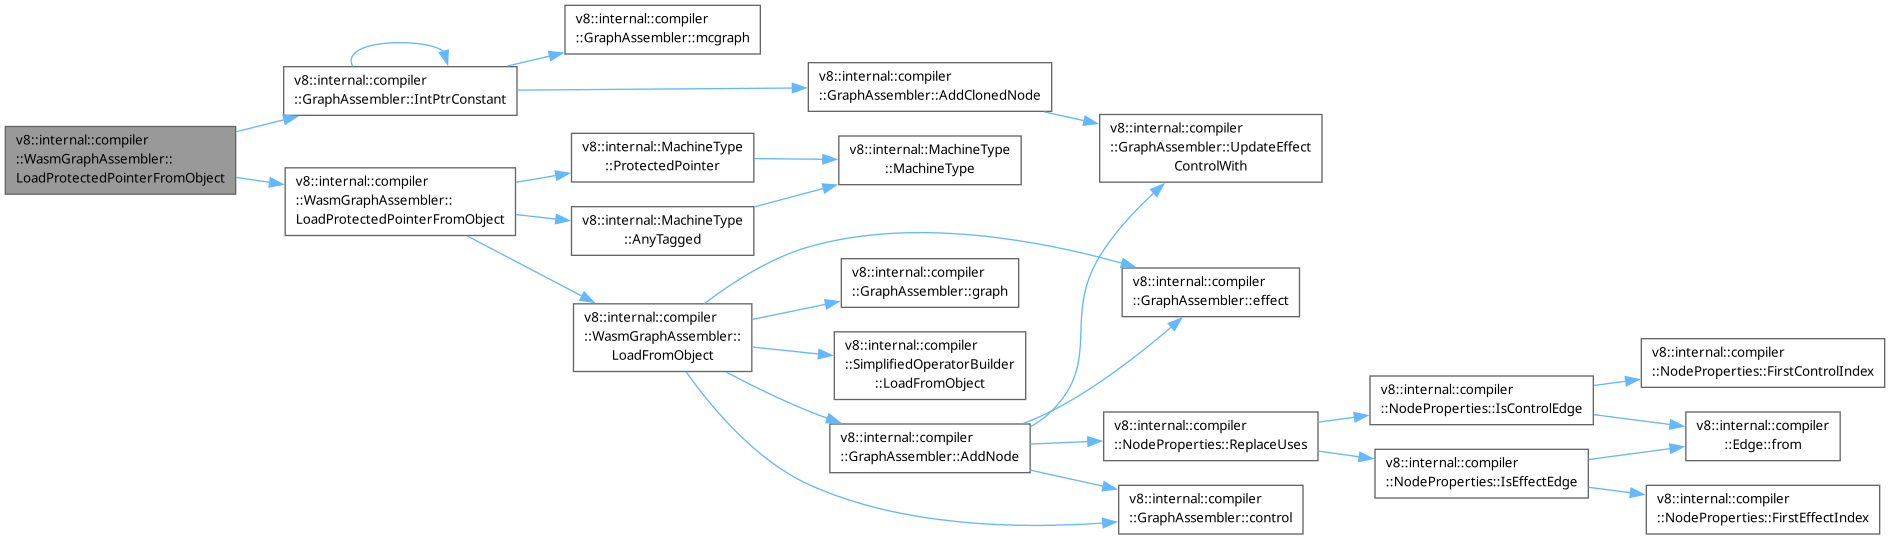 v8::internal::compiler
::WasmGraphAssembler::
LoadProtectedPointerFromObject
v8::internal::compiler
::GraphAssembler::IntPtrConstant
v8::internal::compiler
::GraphAssembler::mcgraph
v8::internal::compiler
::GraphAssembler::AddClonedNode
v8::internal::compiler
::GraphAssembler::UpdateEffect
ControlWith
v8::internal::compiler
::WasmGraphAssembler::
LoadProtectedPointerFromObject
v8::internal::MachineType
::ProtectedPointer
v8::internal::MachineType
::MachineType
v8::internal::MachineType
::AnyTagged
v8::internal::compiler
::WasmGraphAssembler::
LoadFromObject
v8::internal::compiler
::GraphAssembler::effect
v8::internal::compiler
::GraphAssembler::graph
v8::internal::compiler
::SimplifiedOperatorBuilder
::LoadFromObject
v8::internal::compiler
::GraphAssembler::AddNode
v8::internal::compiler
::NodeProperties::ReplaceUses
v8::internal::compiler
::GraphAssembler::control
v8::internal::compiler
::NodeProperties::IsControlEdge
v8::internal::compiler
::NodeProperties::IsEffectEdge
v8::internal::compiler
::NodeProperties::FirstControlIndex
v8::internal::compiler
::Edge::from
v8::internal::compiler
::NodeProperties::FirstEffectIndex